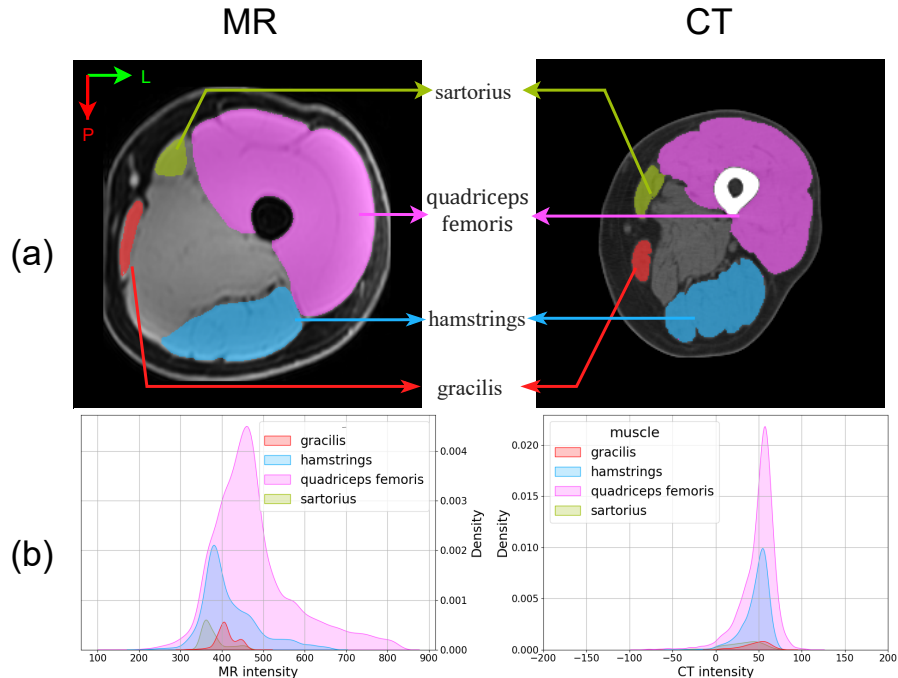 MR
CT
L
P
sartorius
quadriceps
femoris
(a)
hamstrings
gracilis
gracilis
hamstrings
quadriceps femoris
sartorius
0.004
0.003
0.002
0.001
0.000
Density
100 200 300 400 500 600 700 800 900
MR intensity
(b)
muscle
gracilis
hamstrings
quadriceps femoris
sartorius
0.020
0.015
0.010
0.005
0.000
Density
−200 −150 −100 −50 0 50 100 150 200
CT intensity